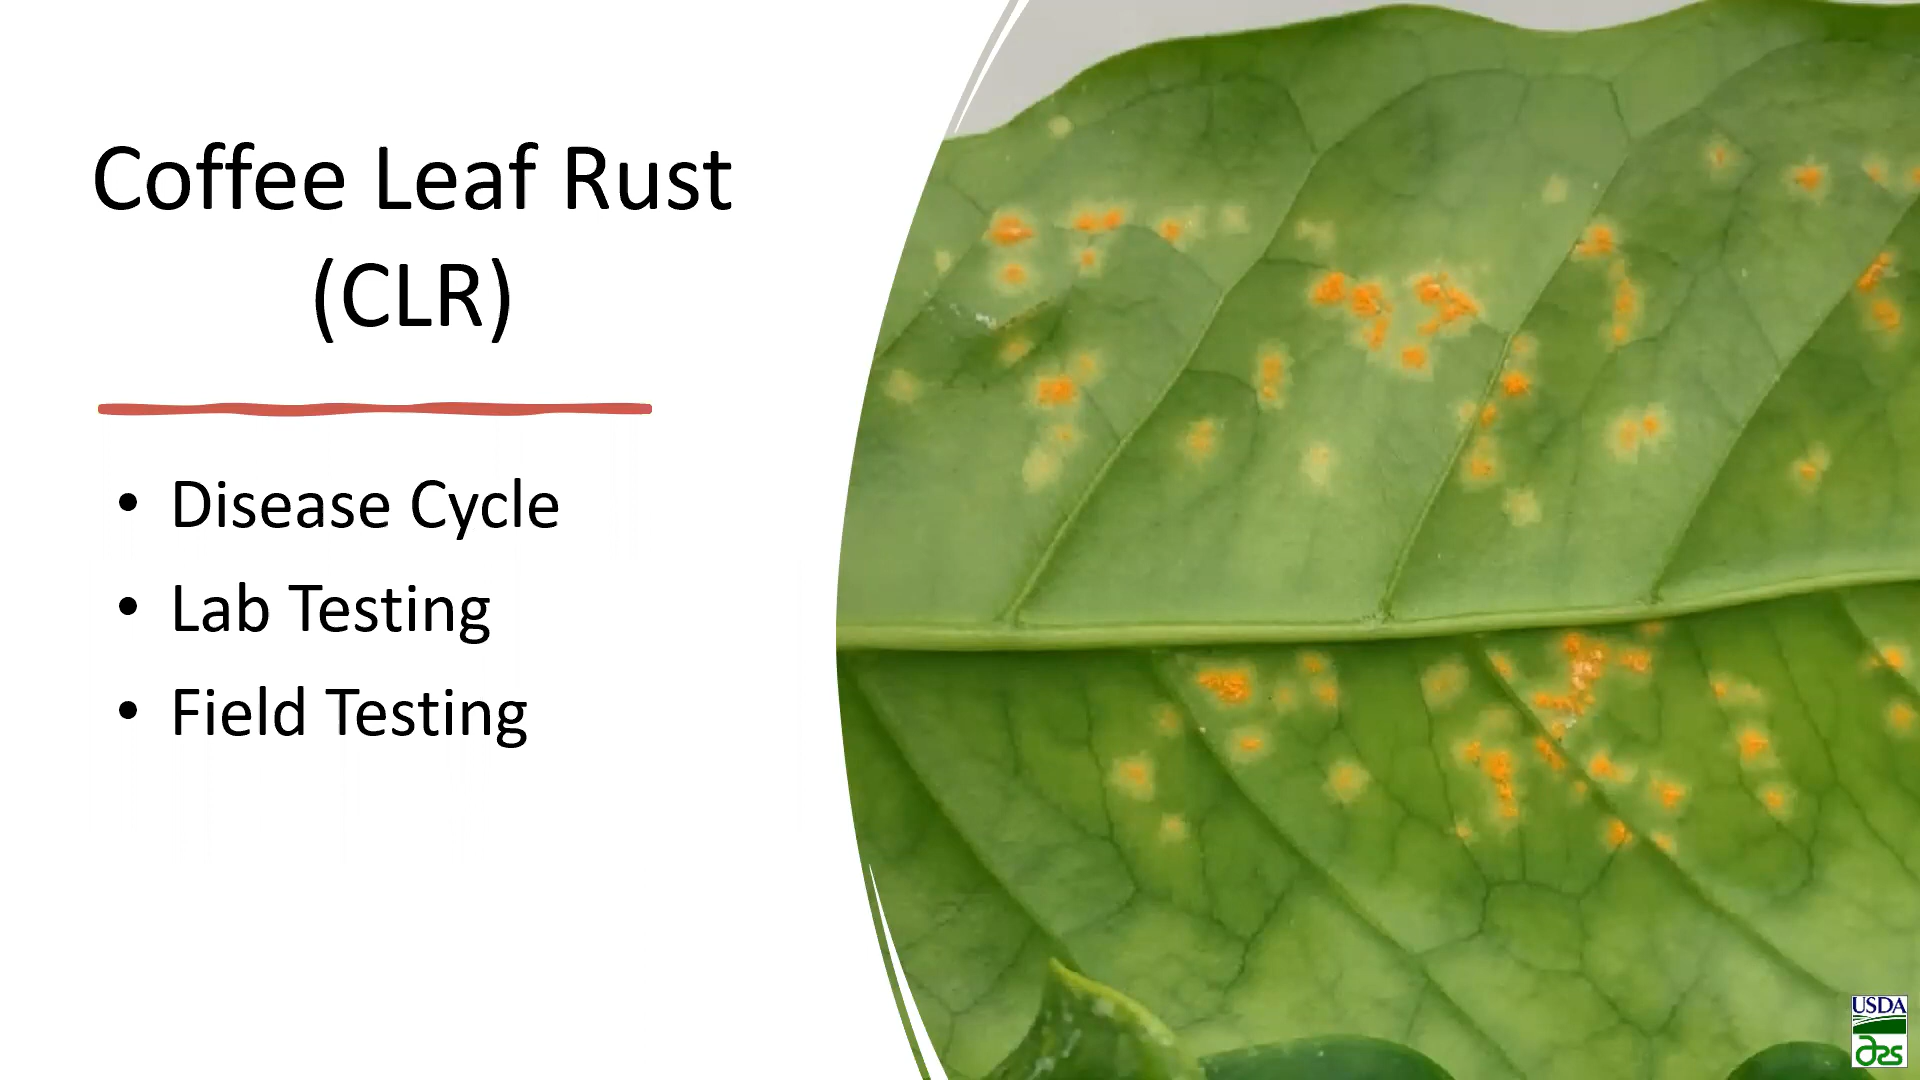 Coffee Leaf Rust
(CLR)
• Disease Cycle
• Lab Testing
• Field Testing
USDA
ars